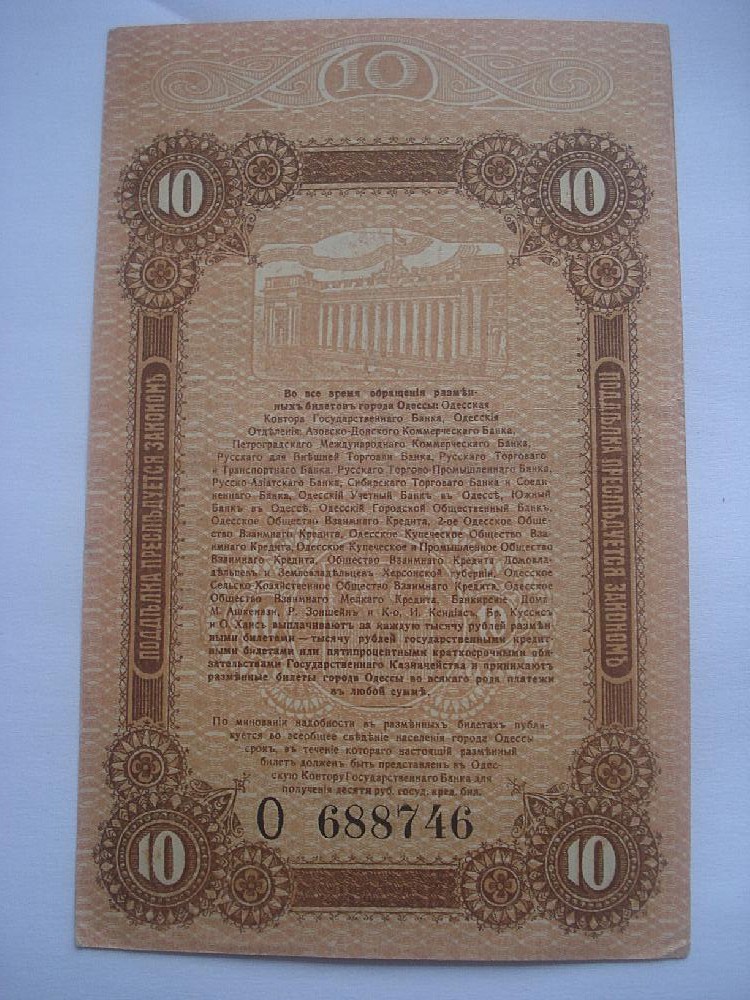 10
10 10
ПОДДѢЛКА ПРЕСЛѢДУЕТСЯ ЗАКОНОМЪ
ПОДДѢЛКА ПРЕСЛѢДУЕТСЯ ЗАКОНОМЪ
Во все время обращенія размѣн-
ныхъ билетовъ города Одессы: Одесская
Контора Государственнаго Банка, Одесскія
Отдѣленія: Азовско-Донского Коммерческаго Банка,
Петроградскаго Международнаго Коммерческаго Банка,
Русскаго для Внѣшней Торговли Банка, Русскаго Торговаго
и Транспортнаго Банка, Русскаго Торгово-Промышленнаго Банка,
Русско-Азіатскаго Банка, Сибирскаго Торговаго Банка и Соеди-
неннаго Банка, Одесскій Учетный Банкъ въ Одессѣ, Южный
Банкъ въ Одессѣ, Одесскій Городской Общественный Банкъ,
Одесское Общество Взаимнаго Кредита, 2-ое Одесское Обще-
ство Взаимнаго Кредита, Одесское Купеческое Общество Вза-
имнаго Кредита, Одесское Купеческое и Промышленное Общество
Взаимнаго Кредита, Общество Взаимнаго Кредита Домовла-
дѣльцевъ и Землевладѣльцевъ Херсонской губерніи, Одесское
Сельско-Хозяйственное Общество Взаимнаго Кредита, Одесское
Общество Взаимнаго Мелкаго Кредита, Банкирскіе Дома:
М. Ашкенази, Р. Зонштейнъ и К-о, И. Ксидіасъ, Бр. Куссисъ
и О. Хаисъ выплачиваютъ за каждую тысячу рублей размѣн-
ными билетами — тысячу рублей государственными кредит-
ными билетами или пятипроцентными краткосрочными обя-
зательствами Государственнаго Казначейства и принимаютъ
размѣнные билеты города Одессы во всякаго рода платежи
въ любой суммѣ.
По минованіи надобности въ размѣнныхъ билетахъ публи-
куется во всеобщее свѣдѣніе населенія города Одессы
срокъ, въ теченіе котораго настоящій размѣнный
билетъ долженъ быть представленъ въ Одес-
скую Контору Государственнаго Банка для
полученія десяти руб. госуд. кред. бил.
О 688746
10 10